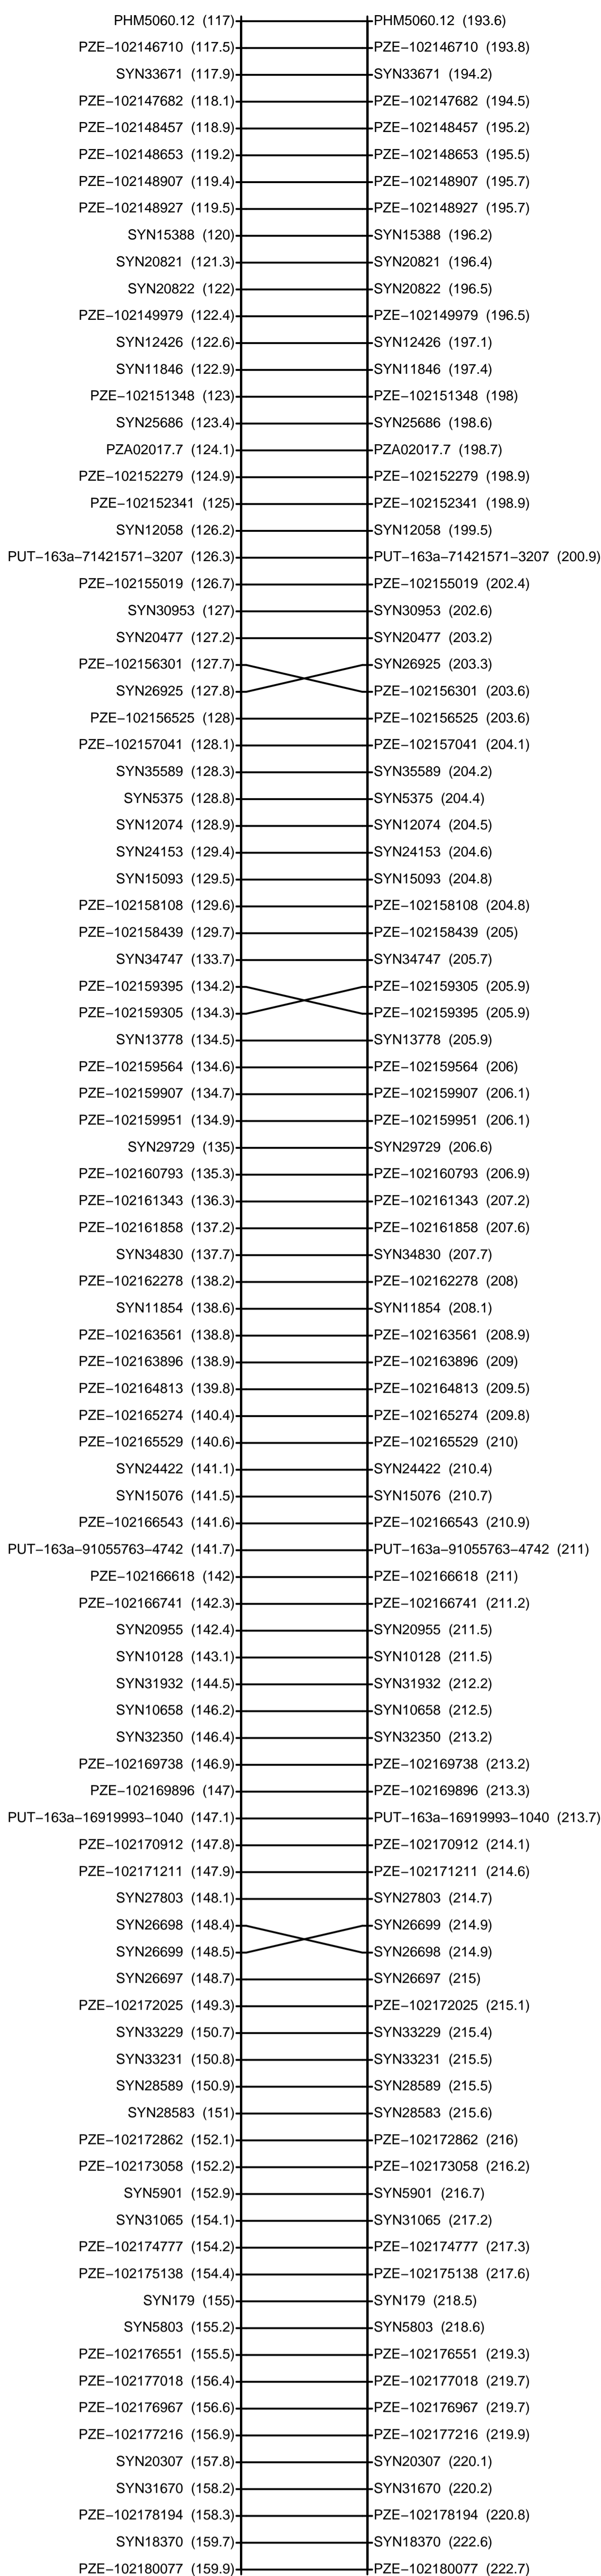 PHM5060.12 (117) PHM5060.12 (193.6)
PZE−102146710 (117.5) PZE−102146710 (193.8)
SYN33671 (117.9) SYN33671 (194.2)
PZE−102147682 (118.1) PZE−102147682 (194.5)
PZE−102148457 (118.9) PZE−102148457 (195.2)
PZE−102148653 (119.2) PZE−102148653 (195.5)
PZE−102148907 (119.4) PZE−102148907 (195.7)
PZE−102148927 (119.5) PZE−102148927 (195.7)
SYN15388 (120) SYN15388 (196.2)
SYN20821 (121.3) SYN20821 (196.4)
SYN20822 (122) SYN20822 (196.5)
PZE−102149979 (122.4) PZE−102149979 (196.5)
SYN12426 (122.6) SYN12426 (197.1)
SYN11846 (122.9) SYN11846 (197.4)
PZE−102151348 (123) PZE−102151348 (198)
SYN25686 (123.4) SYN25686 (198.6)
PZA02017.7 (124.1) PZA02017.7 (198.7)
PZE−102152279 (124.9) PZE−102152279 (198.9)
PZE−102152341 (125) PZE−102152341 (198.9)
SYN12058 (126.2) SYN12058 (199.5)
PUT−163a−71421571−3207 (126.3) PUT−163a−71421571−3207 (200.9)
PZE−102155019 (126.7) PZE−102155019 (202.4)
SYN30953 (127) SYN30953 (202.6)
SYN20477 (127.2) SYN20477 (203.2)
PZE−102156301 (127.7) SYN26925 (203.3)
SYN26925 (127.8) PZE−102156301 (203.6)
PZE−102156525 (128) PZE−102156525 (203.6)
PZE−102157041 (128.1) PZE−102157041 (204.1)
SYN35589 (128.3) SYN35589 (204.2)
SYN5375 (128.8) SYN5375 (204.4)
SYN12074 (128.9) SYN12074 (204.5)
SYN24153 (129.4) SYN24153 (204.6)
SYN15093 (129.5) SYN15093 (204.8)
PZE−102158108 (129.6) PZE−102158108 (204.8)
PZE−102158439 (129.7) PZE−102158439 (205)
SYN34747 (133.7) SYN34747 (205.7)
PZE−102159395 (134.2) PZE−102159305 (205.9)
PZE−102159305 (134.3) PZE−102159395 (205.9)
SYN13778 (134.5) SYN13778 (205.9)
PZE−102159564 (134.6) PZE−102159564 (206)
PZE−102159907 (134.7) PZE−102159907 (206.1)
PZE−102159951 (134.9) PZE−102159951 (206.1)
SYN29729 (135) SYN29729 (206.6)
PZE−102160793 (135.3) PZE−102160793 (206.9)
PZE−102161343 (136.3) PZE−102161343 (207.2)
PZE−102161858 (137.2) PZE−102161858 (207.6)
SYN34830 (137.7) SYN34830 (207.7)
PZE−102162278 (138.2) PZE−102162278 (208)
SYN11854 (138.6) SYN11854 (208.1)
PZE−102163561 (138.8) PZE−102163561 (208.9)
PZE−102163896 (138.9) PZE−102163896 (209)
PZE−102164813 (139.8) PZE−102164813 (209.5)
PZE−102165274 (140.4) PZE−102165274 (209.8)
PZE−102165529 (140.6) PZE−102165529 (210)
SYN24422 (141.1) SYN24422 (210.4)
SYN15076 (141.5) SYN15076 (210.7)
PZE−102166543 (141.6) PZE−102166543 (210.9)
PUT−163a−91055763−4742 (141.7) PUT−163a−91055763−4742 (211)
PZE−102166618 (142) PZE−102166618 (211)
PZE−102166741 (142.3) PZE−102166741 (211.2)
SYN20955 (142.4) SYN20955 (211.5)
SYN10128 (143.1) SYN10128 (211.5)
SYN31932 (144.5) SYN31932 (212.2)
SYN10658 (146.2) SYN10658 (212.5)
SYN32350 (146.4) SYN32350 (213.2)
PZE−102169738 (146.9) PZE−102169738 (213.2)
PZE−102169896 (147) PZE−102169896 (213.3)
PUT−163a−16919993−1040 (147.1) PUT−163a−16919993−1040 (213.7)
PZE−102170912 (147.8) PZE−102170912 (214.1)
PZE−102171211 (147.9) PZE−102171211 (214.6)
SYN27803 (148.1) SYN27803 (214.7)
SYN26698 (148.4) SYN26699 (214.9)
SYN26699 (148.5) SYN26698 (214.9)
SYN26697 (148.7) SYN26697 (215)
PZE−102172025 (149.3) PZE−102172025 (215.1)
SYN33229 (150.7) SYN33229 (215.4)
SYN33231 (150.8) SYN33231 (215.5)
SYN28589 (150.9) SYN28589 (215.5)
SYN28583 (151) SYN28583 (215.6)
PZE−102172862 (152.1) PZE−102172862 (216)
PZE−102173058 (152.2) PZE−102173058 (216.2)
SYN5901 (152.9) SYN5901 (216.7)
SYN31065 (154.1) SYN31065 (217.2)
PZE−102174777 (154.2) PZE−102174777 (217.3)
PZE−102175138 (154.4) PZE−102175138 (217.6)
SYN179 (155) SYN179 (218.5)
SYN5803 (155.2) SYN5803 (218.6)
PZE−102176551 (155.5) PZE−102176551 (219.3)
PZE−102177018 (156.4) PZE−102177018 (219.7)
PZE−102176967 (156.6) PZE−102176967 (219.7)
PZE−102177216 (156.9) PZE−102177216 (219.9)
SYN20307 (157.8) SYN20307 (220.1)
SYN31670 (158.2) SYN31670 (220.2)
PZE−102178194 (158.3) PZE−102178194 (220.8)
SYN18370 (159.7) SYN18370 (222.6)
PZE−102180077 (159.9) PZE−102180077 (222.7)